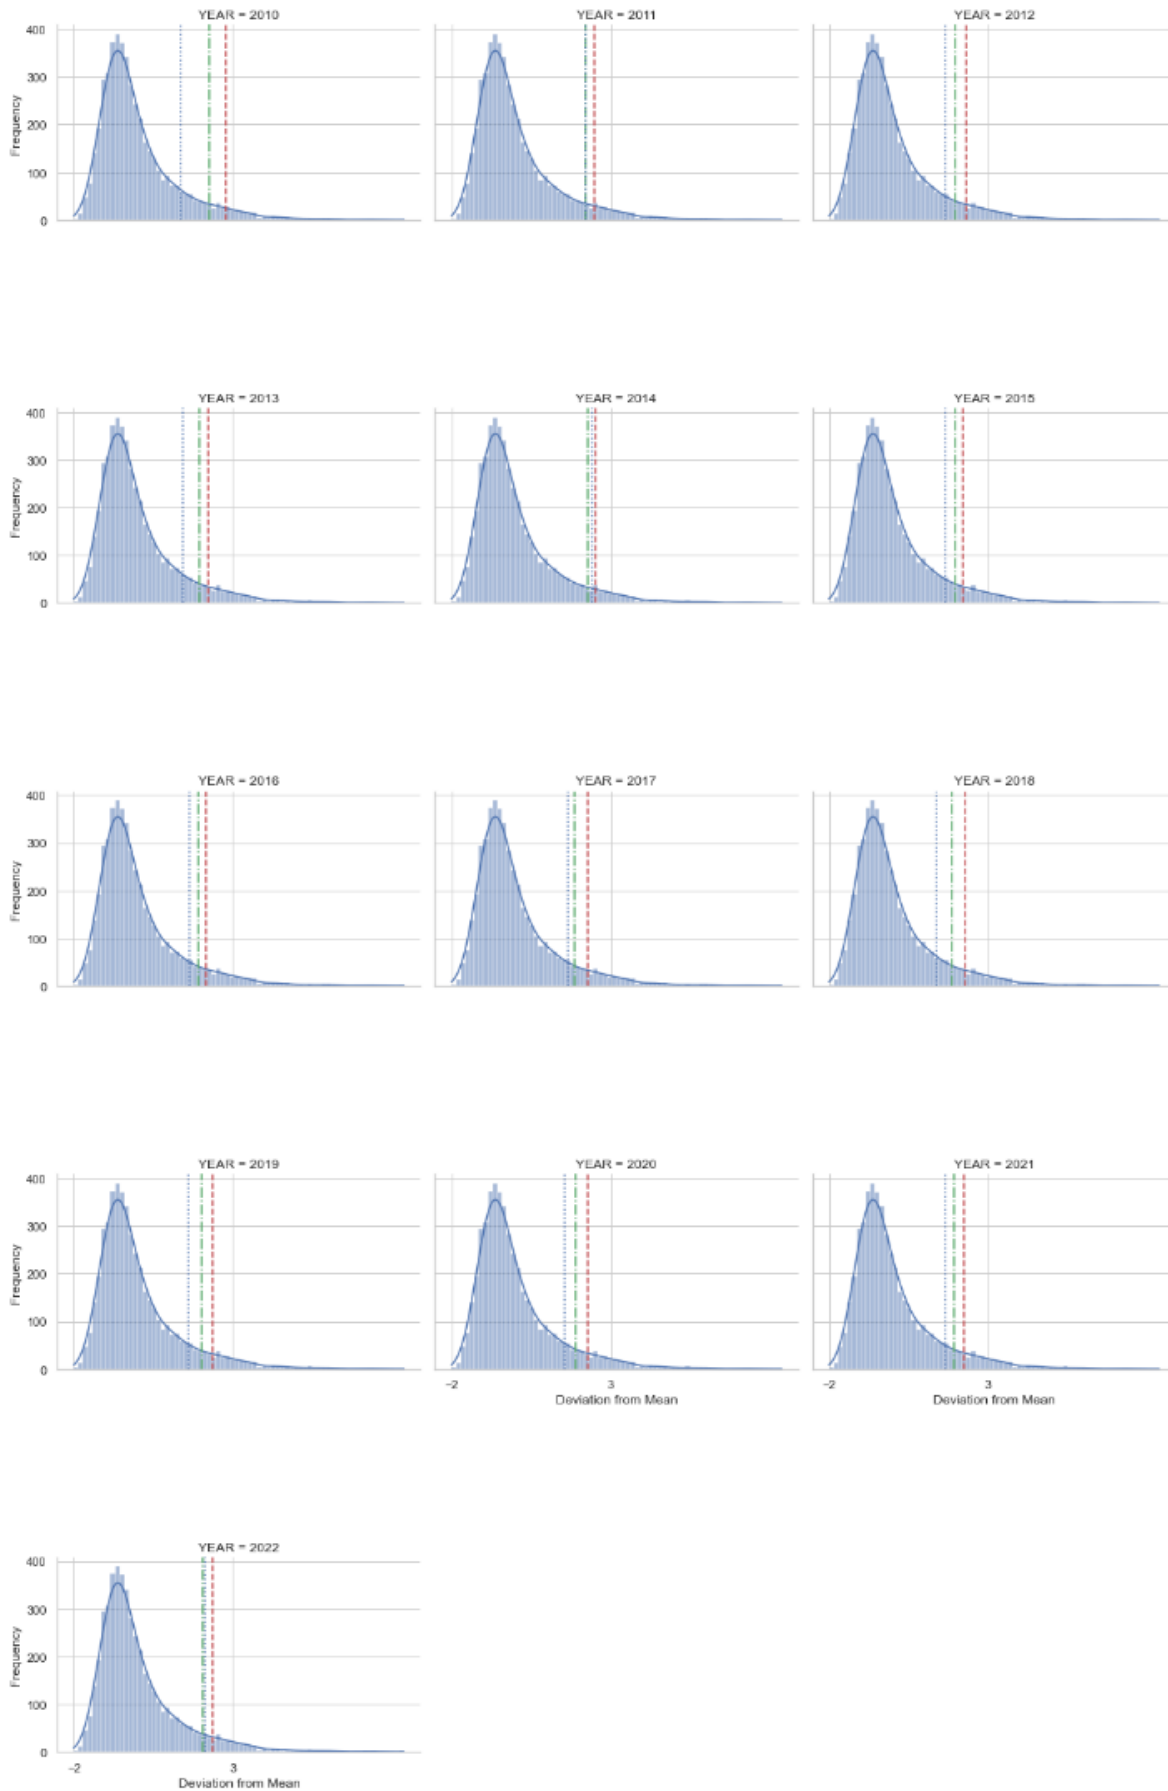 YEAR = 2010 YEAR = 2011 YEAR = 2012
400
300
200
100
0
Frequency
YEAR = 2013 YEAR = 2014 YEAR = 2015
400
300
200
100
0
Frequency
YEAR = 2016 YEAR = 2017 YEAR = 2018
400
300
200
100
0
Frequency
YEAR = 2019 YEAR = 2020 YEAR = 2021
400
300
200
100
0
Frequency
−2 3 −2 3
Deviation from Mean Deviation from Mean
YEAR = 2022
400
300
200
100
0
Frequency
−2 3
Deviation from Mean